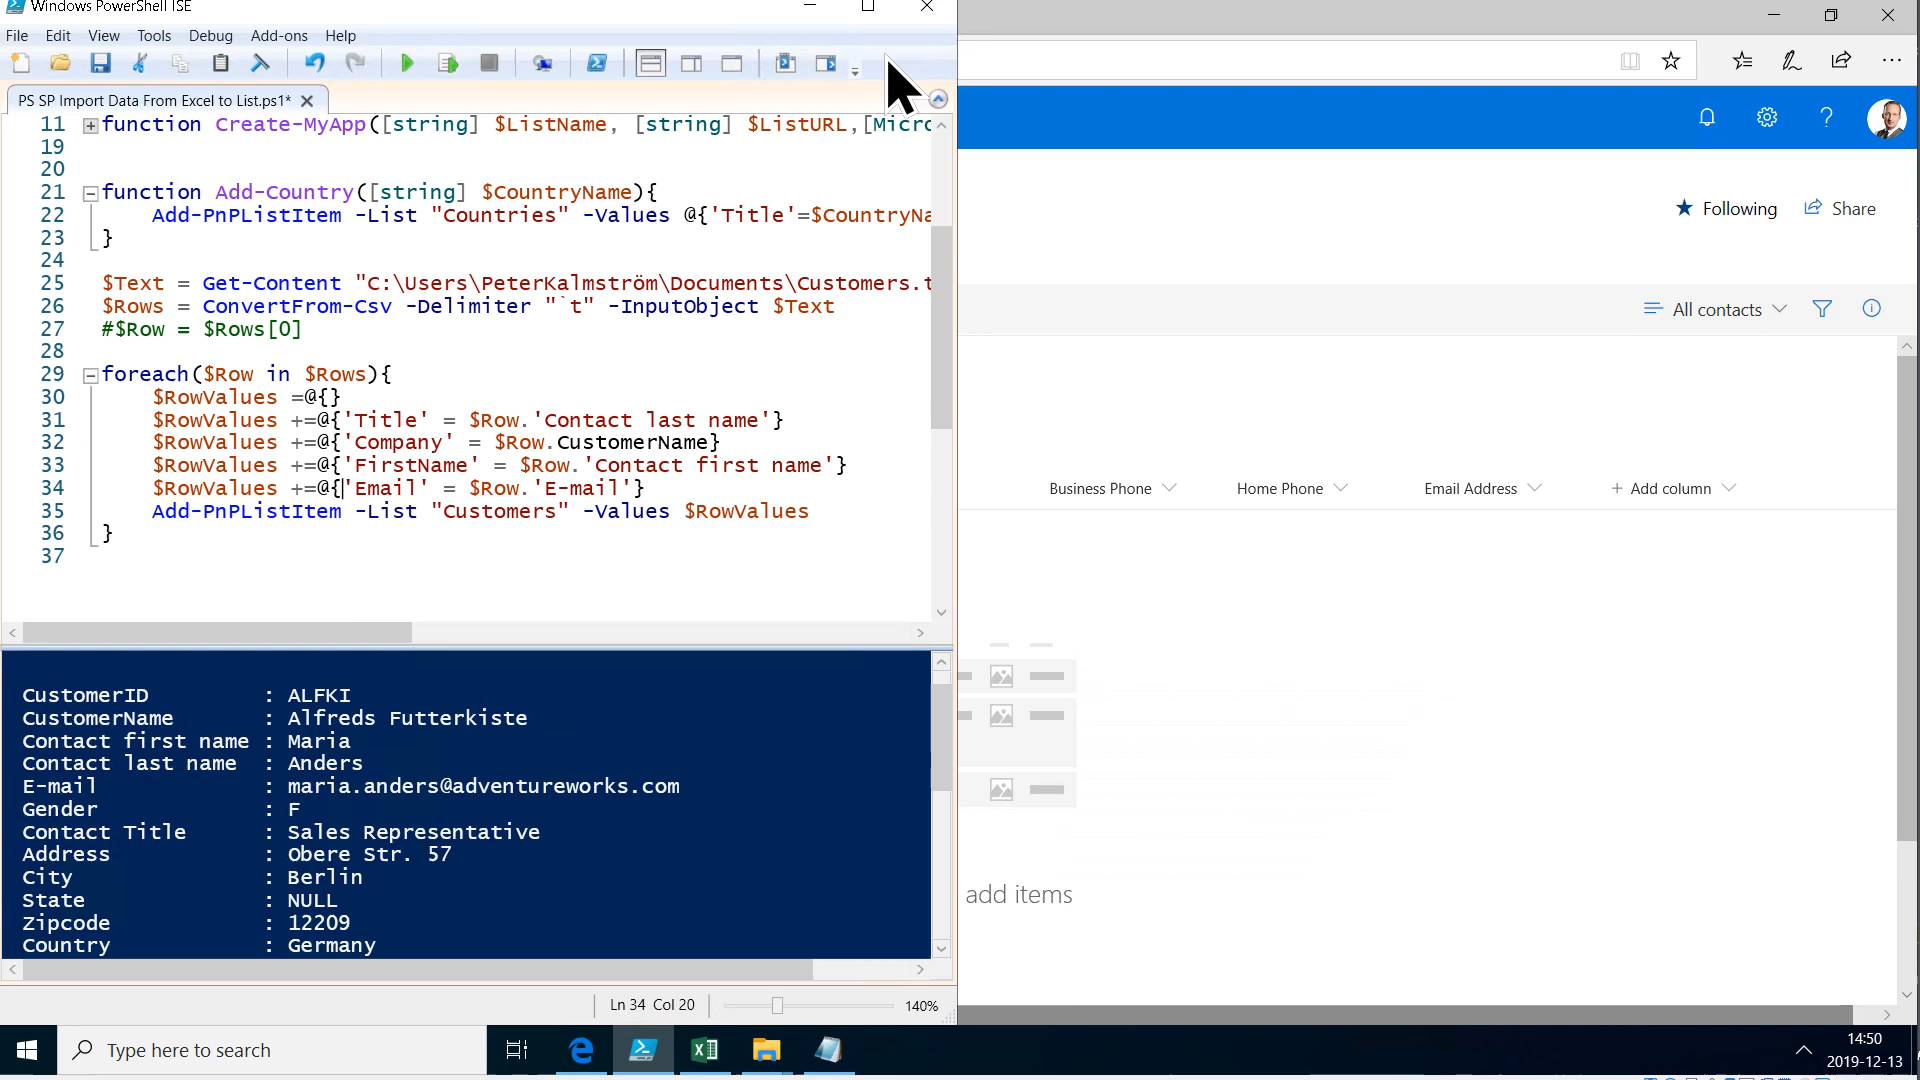 Windows PowerShell ISE
File Edit View Tools Debug Add-ons Help
PS SP Import Data From Excel to List.ps1*
11 function Create-MyApp([string] $ListName, [string] $ListURL,[Micro
19
20
21 function Add-Country([string] $CountryName){
22 Add-PnPListItem -List "Countries" -Values @{'Title'=$CountryNa
23 }
24
25 $Text = Get-Content "C:\Users\PeterKalmström\Documents\Customers.t
26 $Rows = ConvertFrom-Csv -Delimiter "`t" -InputObject $Text
27 #$Row = $Rows[0]
28
29 foreach($Row in $Rows){
30 $RowValues =@{}
31 $RowValues +=@{'Title' = $Row.'Contact last name'}
32 $RowValues +=@{'Company' = $Row.CustomerName}
33 $RowValues +=@{'FirstName' = $Row.'Contact first name'}
34 $RowValues +=@{'Email' = $Row.'E-mail'}
35 Add-PnPListItem -List "Customers" -Values $RowValues
36 }
37
CustomerID : ALFKI
CustomerName : Alfreds Futterkiste
Contact first name : Maria
Contact last name : Anders
E-mail : maria.anders@adventureworks.com
Gender : F
Contact Title : Sales Representative
Address : Obere Str. 57
City : Berlin
State : NULL
Zipcode : 12209
Country : Germany
Ln 34 Col 20 140%
Following Share
All contacts
Business Phone Home Phone Email Address + Add column
add items
Type here to search
14:50
2019-12-13